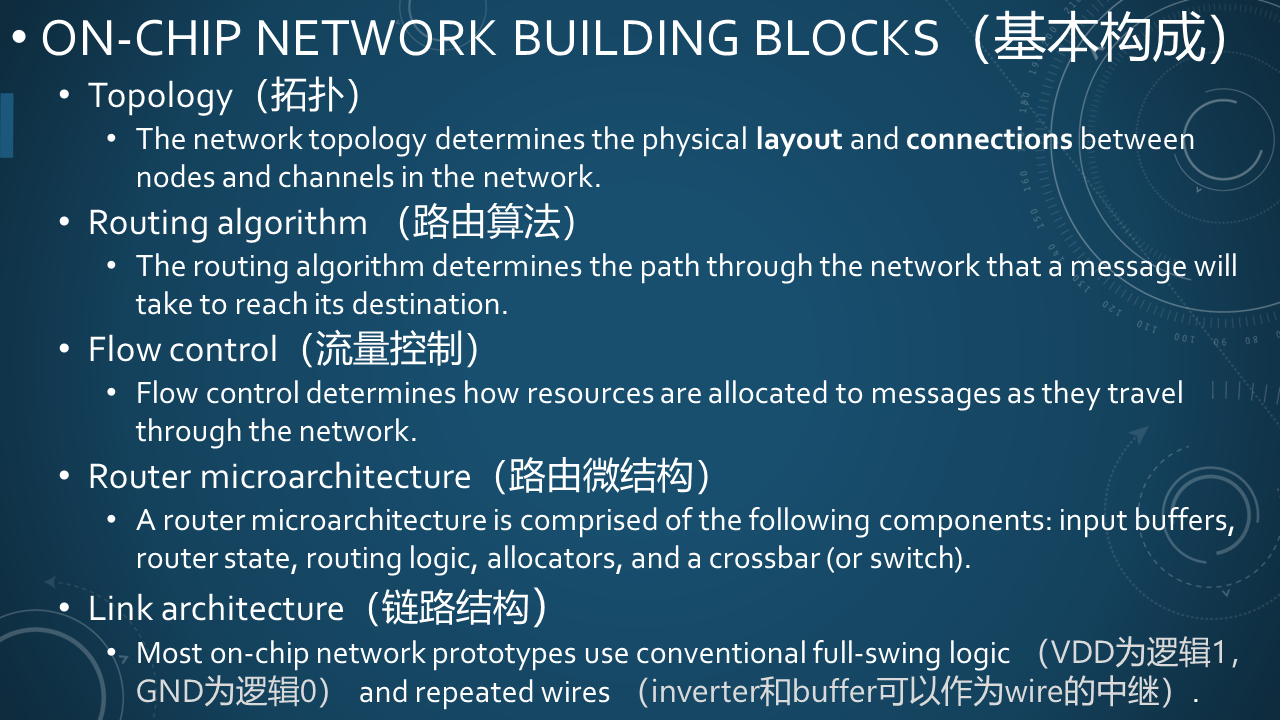 • ON-CHIP NETWORK BUILDING BLOCKS（基本构成）
• Topology（拓扑）
• The network topology determines the physical layout and connections between
nodes and channels in the network.
• Routing algorithm （路由算法）
• The routing algorithm determines the path through the network that a message will
take to reach its destination.
• Flow control（流量控制）
• Flow control determines how resources are allocated to messages as they travel
through the network.
• Router microarchitecture（路由微结构）
• A router microarchitecture is comprised of the following components: input buffers,
router state, routing logic, allocators, and a crossbar (or switch).
• Link architecture（链路结构）
• Most on-chip network prototypes use conventional full-swing logic （VDD为逻辑1，
GND为逻辑0） and repeated wires （inverter和buffer可以作为wire的中继）.